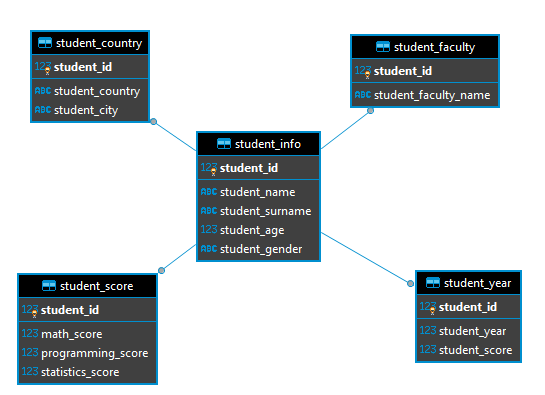 student_country
123 student_id
ABC student_country
ABC student_city
student_faculty
123 student_id
ABC student_faculty_name
student_info
123 student_id
ABC student_name
ABC student_surname
123 student_age
ABC student_gender
student_score
123 student_id
123 math_score
123 programming_score
123 statistics_score
student_year
123 student_id
123 student_year
123 student_score